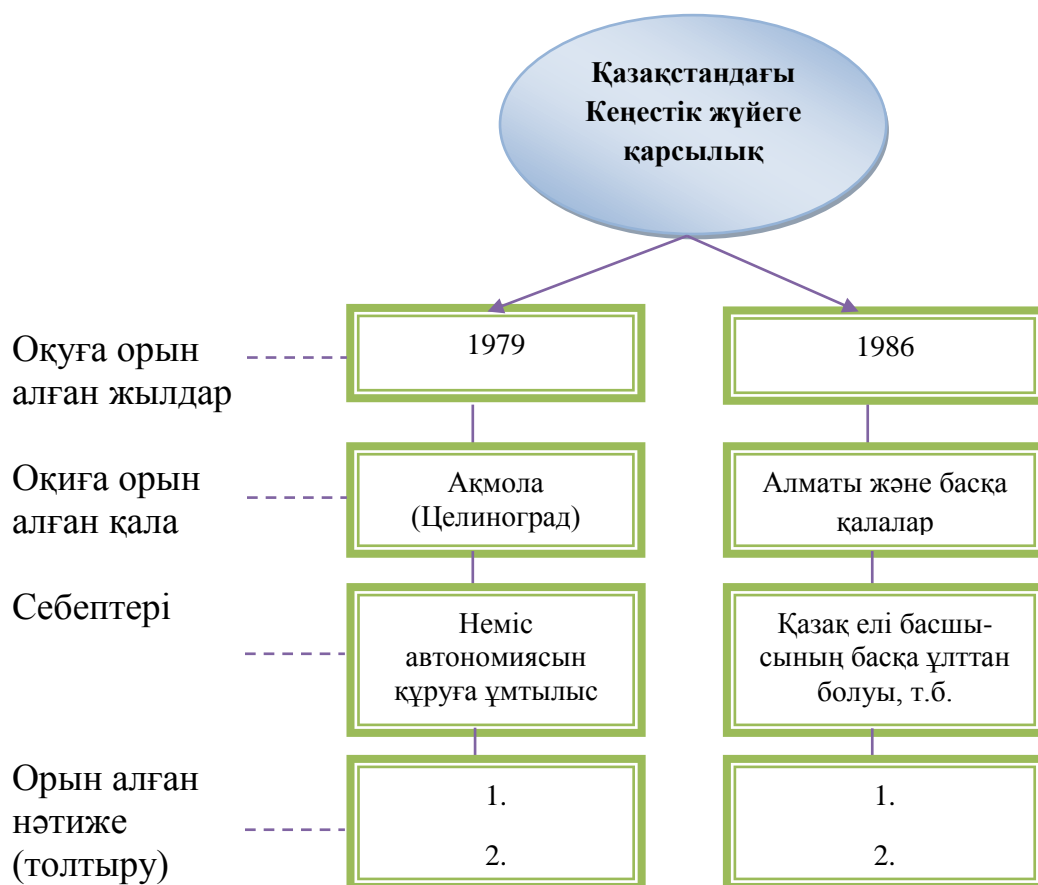 Қазақстандағы
Кеңестік жүйеге
қарсылық
Оқуға орын
алған жылдар
1979
1986
Оқиға орын
алған қала
Ақмола
(Целиноград)
Алматы және басқа
қалалар
Себептері
Неміс
автономиясын
құруға ұмтылыс
Қазақ елі басшы-
сының басқа ұлттан
болуы, т.б.
Орын алған
нәтиже
(толтыру)
1.
2.
1.
2.